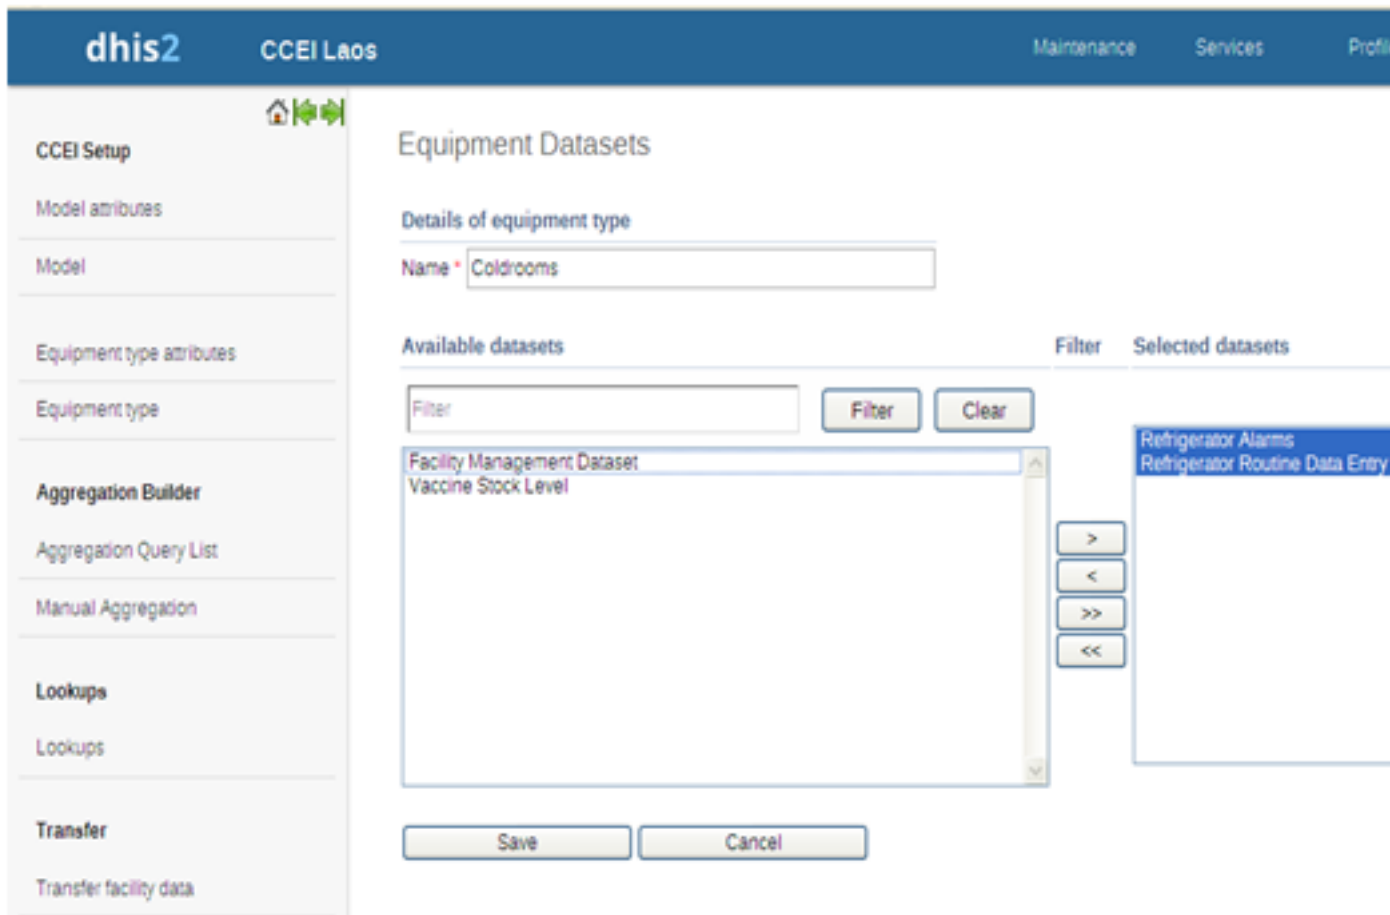 dhis2 CCEI Laos Maintenance Services
CCEI Setup
Model attributes
Model
Equipment type attributes
Equipment type
Aggregation Builder
Aggregation Query List
Manual Aggregation
Lookups
Lookups
Transfer
Transfer facility data
Equipment Datasets
Details of equipment type
Name * Coldrooms
Available datasets Filter Selected datasets
Filter Filter Clear
Facility Management Dataset
Vaccine Stock Level
>
<
>>
<<
Refrigerator Alarms
Refrigerator Routine Data Entry
Save Cancel